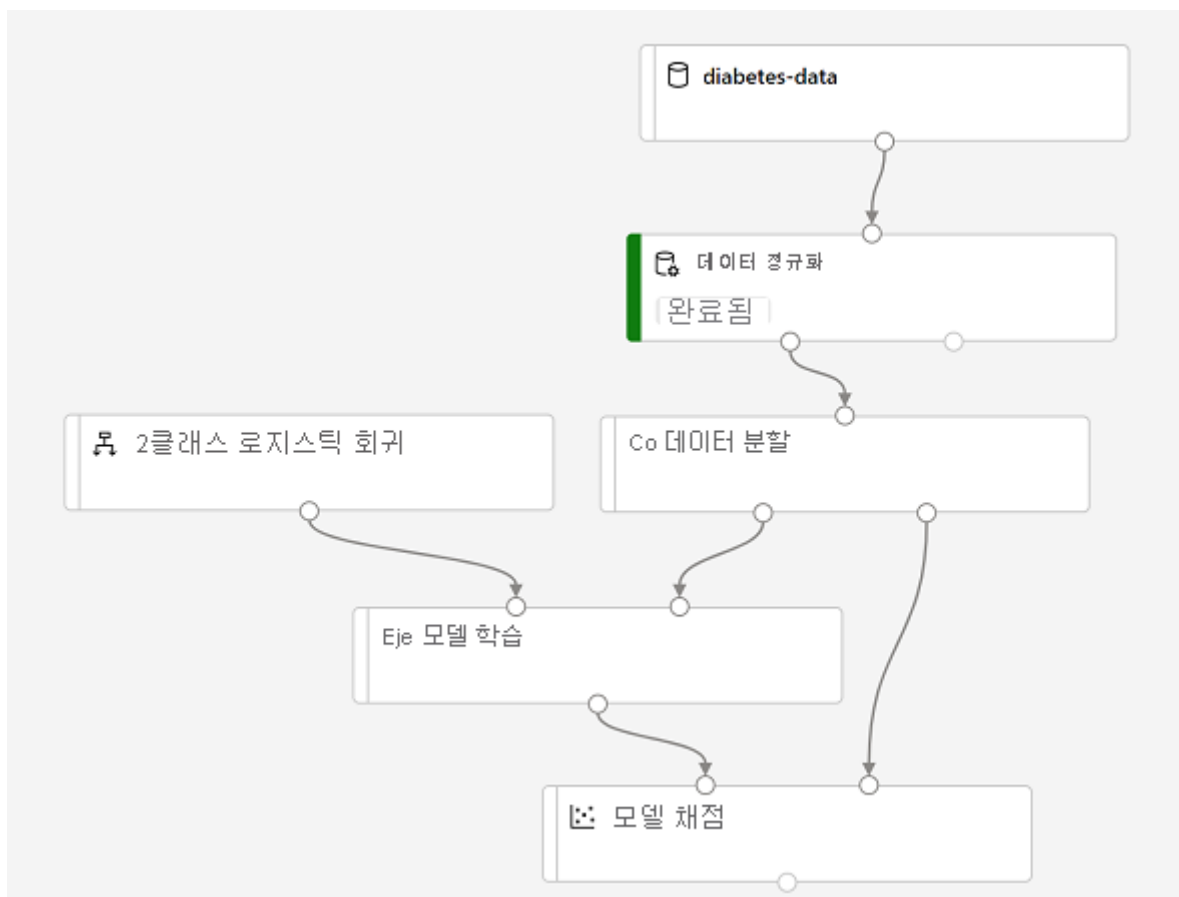 diabetes-data
데이터 정규화
완료됨
2클래스 로지스틱 회귀
Co 데이터 분할
Eje 모델 학습
모델 채점